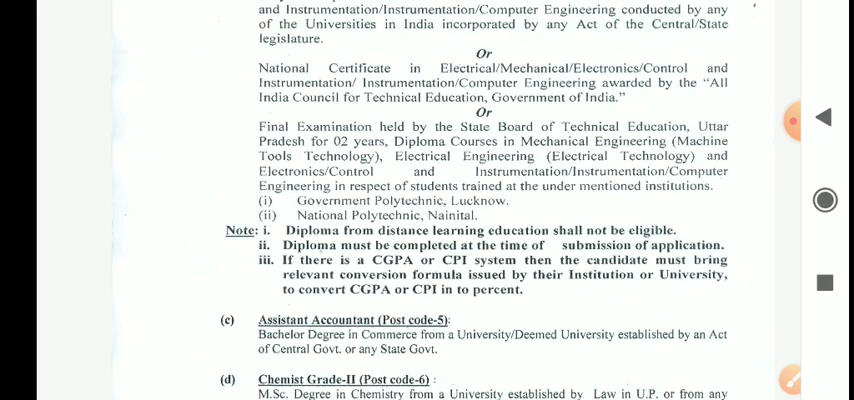 and Instrumentation/Instrumentation/Computer Engineering conducted by any
of the Universities in India incorporated by any Act of the Central/State
legislature.
Or
National Certificate in Electrical/Mechanical/Electronics/Control and
Instrumentation/ Instrumentation/Computer Engineering awarded by the “All
India Council for Technical Education, Government of India.”
Or
Final Examination held by the State Board of Technical Education, Uttar
Pradesh for 02 years, Diploma Courses in Mechanical Engineering (Machine
Tools Technology), Electrical Engineering (Electrical Technology) and
Electronics/Control and Instrumentation/Instrumentation/Computer
Engineering in respect of students trained at the under mentioned institutions.
(i) Government Polytechnic, Lucknow.
(ii) National Polytechnic, Nainital.
Note: i. Diploma from distance learning education shall not be eligible.
ii. Diploma must be completed at the time of submission of application.
iii. If there is a CGPA or CPI system then the candidate must bring
relevant conversion formula issued by their Institution or University,
to convert CGPA or CPI in to percent.
(c) Assistant Accountant (Post code-5):
Bachelor Degree in Commerce from a University/Deemed University established by an Act
of Central Govt. or any State Govt.
(d) Chemist Grade-II (Post code-6) :
M.Sc. Degree in Chemistry from a University established by Law in U.P. or from any